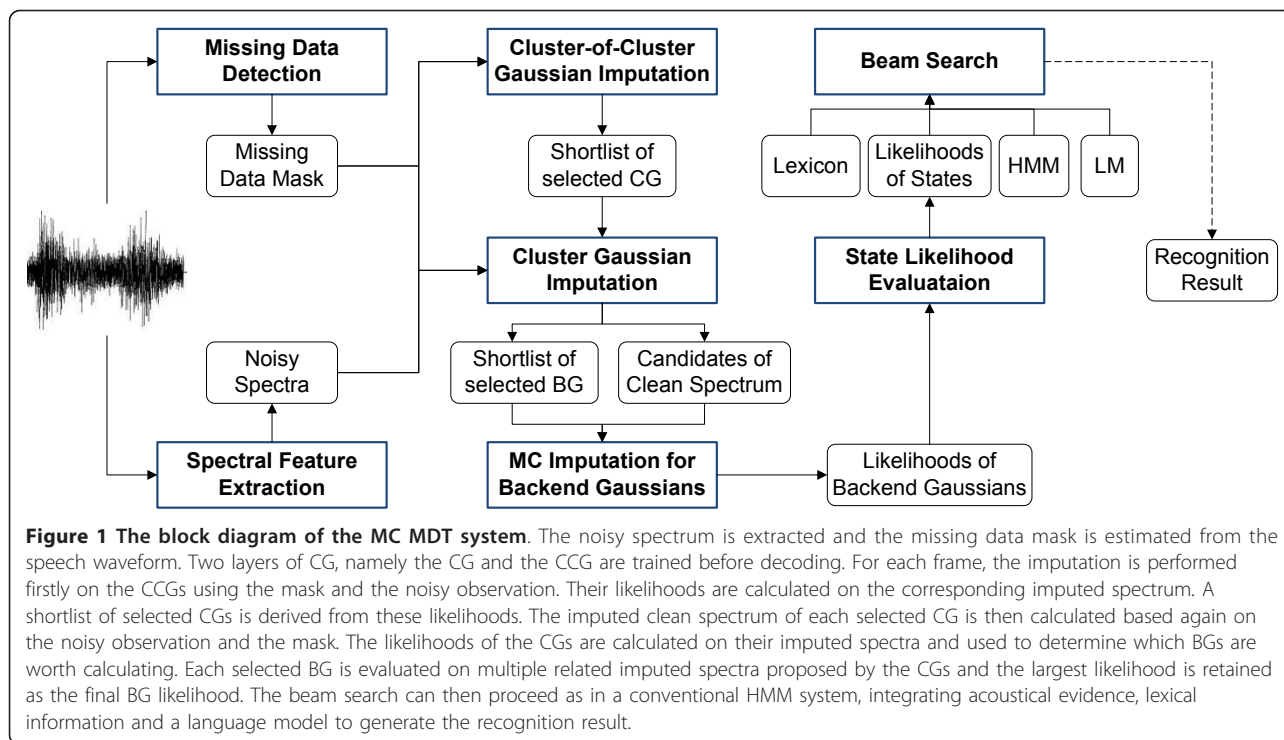 Missing Data
Detection
Missing
Data Mask
Noisy
Spectra
Spectral Feature
Extraction
Cluster-of-Cluster
Gaussian Imputation
Shortlist of
selected CG
Cluster Gaussian
Imputation
Shortlist of
selected BG
Candidates of
Clean Spectrum
MC Imputation for
Backend Gaussians
Beam Search
Lexicon
Likelihoods
of States
HMM
LM
State Likelihood
Evaluataion
Likelihoods of
Backend Gaussians
Recognition
Result
Figure 1 The block diagram of the MC MDT system. The noisy spectrum is extracted and the missing data mask is estimated from the
speech waveform. Two layers of CG, namely the CG and the CCG are trained before decoding. For each frame, the imputation is performed
firstly on the CCGs using the mask and the noisy observation. Their likelihoods are calculated on the corresponding imputed spectrum. A
shortlist of selected CGs is derived from these likelihoods. The imputed clean spectrum of each selected CG is then calculated based again on
the noisy observation and the mask. The likelihoods of the CGs are calculated on their imputed spectra and used to determine which BGs are
worth calculating. Each selected BG is evaluated on multiple related imputed spectra proposed by the CGs and the largest likelihood is retained
as the final BG likelihood. The beam search can then proceed as in a conventional HMM system, integrating acoustical evidence, lexical
information and a language model to generate the recognition result.